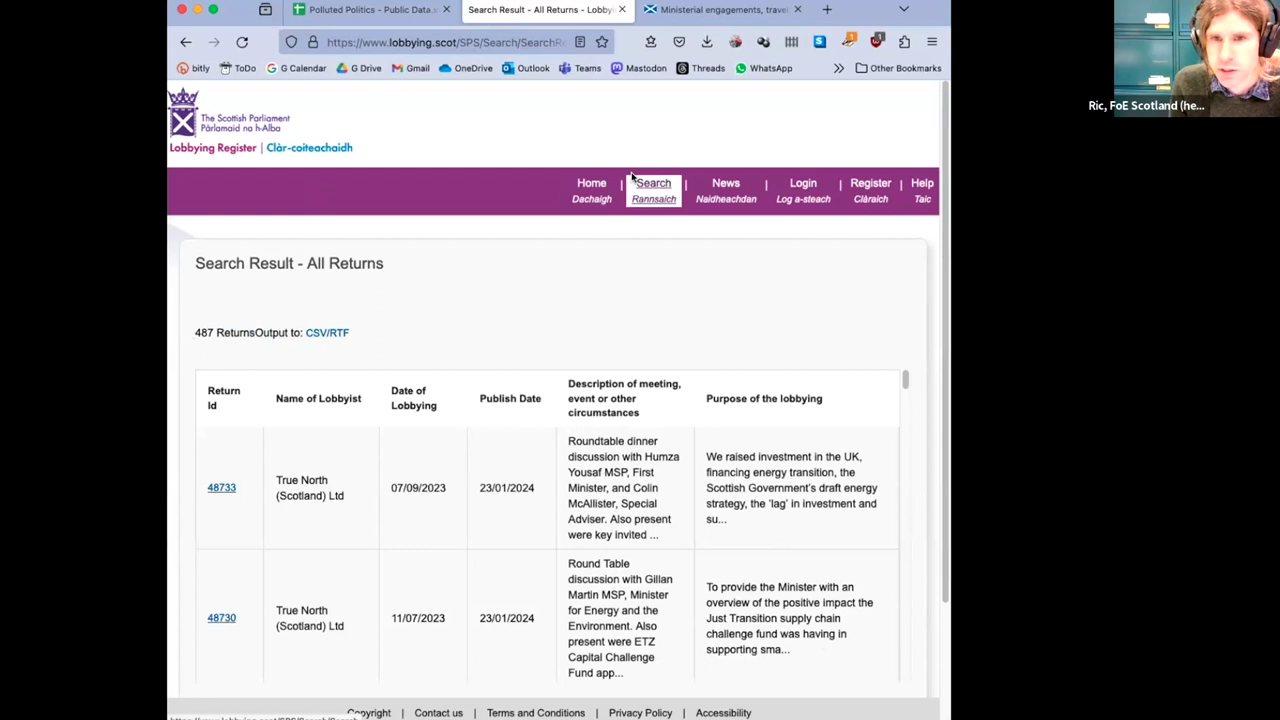 Polluted Politics - Public Data.
Search Result - All Returns - Lobby
Ministerial engagements, trave
https://www.lobbying.scot/SPS/Search/SearchR
bitly
ToDo
G Calendar
G Drive
Gmail
OneDrive
Outlook
Teams
Mastodon
Threads
WhatsApp
Other Bookmarks
Ric, FoE Scotland (he...
The Scottish Parliament
Pàrlamaid na h-Alba
Lobbying Register | Clàr-coiteachaidh
Home | Search | News | Login | Register | Help
Dachaigh Rannsaich Naidheachdan Log a-steach Clàraich Taic
Search Result - All Returns
487 ReturnsOutput to: CSV/RTF
Return
Id
Name of Lobbyist
Date of
Lobbying
Publish Date
Description of meeting,
event or other
circumstances
Purpose of the lobbying
48733
True North
(Scotland) Ltd
07/09/2023
23/01/2024
Roundtable dinner
discussion with Humza
Yousaf MSP, First
Minister, and Colin
McAllister, Special
Adviser. Also present
were key invited ...
We raised investment in the UK,
financing energy transition, the
Scottish Government's draft energy
strategy, the 'lag' in investment and
su...
48730
True North
(Scotland) Ltd
11/07/2023
23/01/2024
Round Table
discussion with Gillan
Martin MSP, Minister
for Energy and the
Environment. Also
present were ETZ
Capital Challenge
Fund app...
To provide the Minister with an
overview of the positive impact the
Just Transition supply chain
challenge fund was having in
supporting sma...
Copyright | Contact us | Terms and Conditions | Privacy Policy | Accessibility